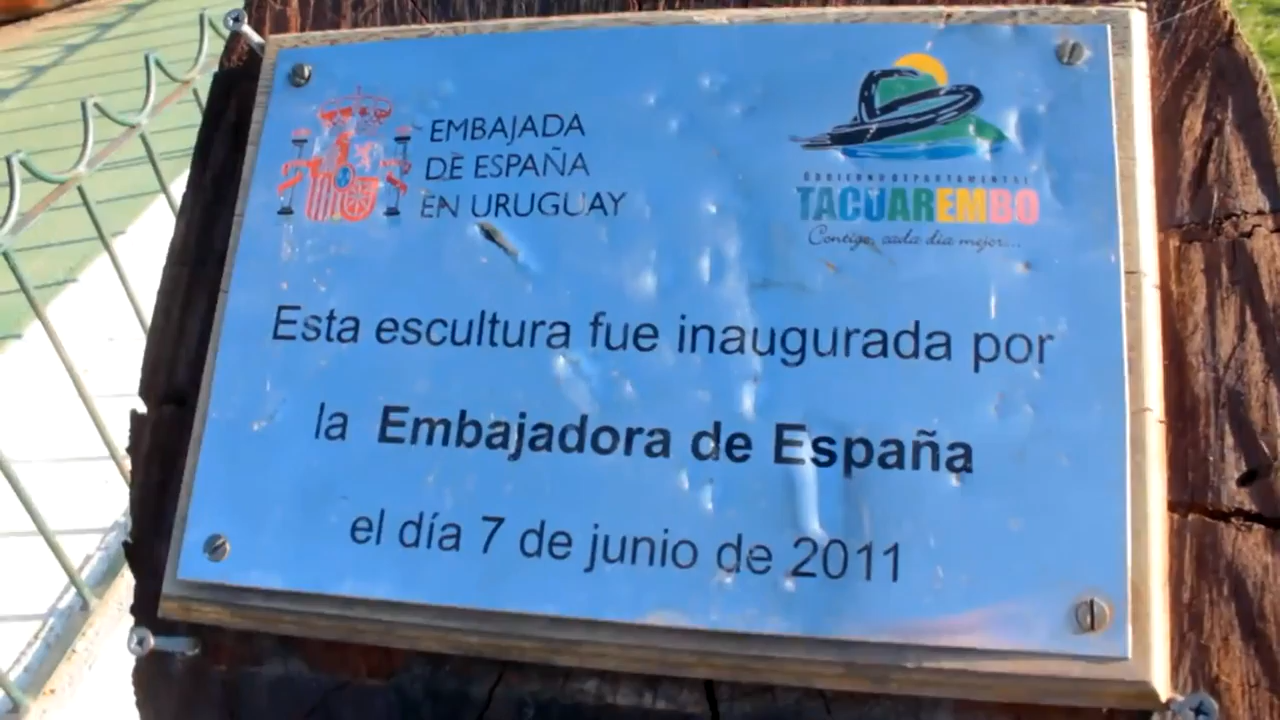 EMBAJADA
DE ESPAÑA
EN URUGUAY
GOBIERNO DEPARTAMENTAL
TACUAREMBO
Contigo, cada día mejor...
Esta escultura fue inaugurada por
la Embajadora de España
el día 7 de junio de 2011